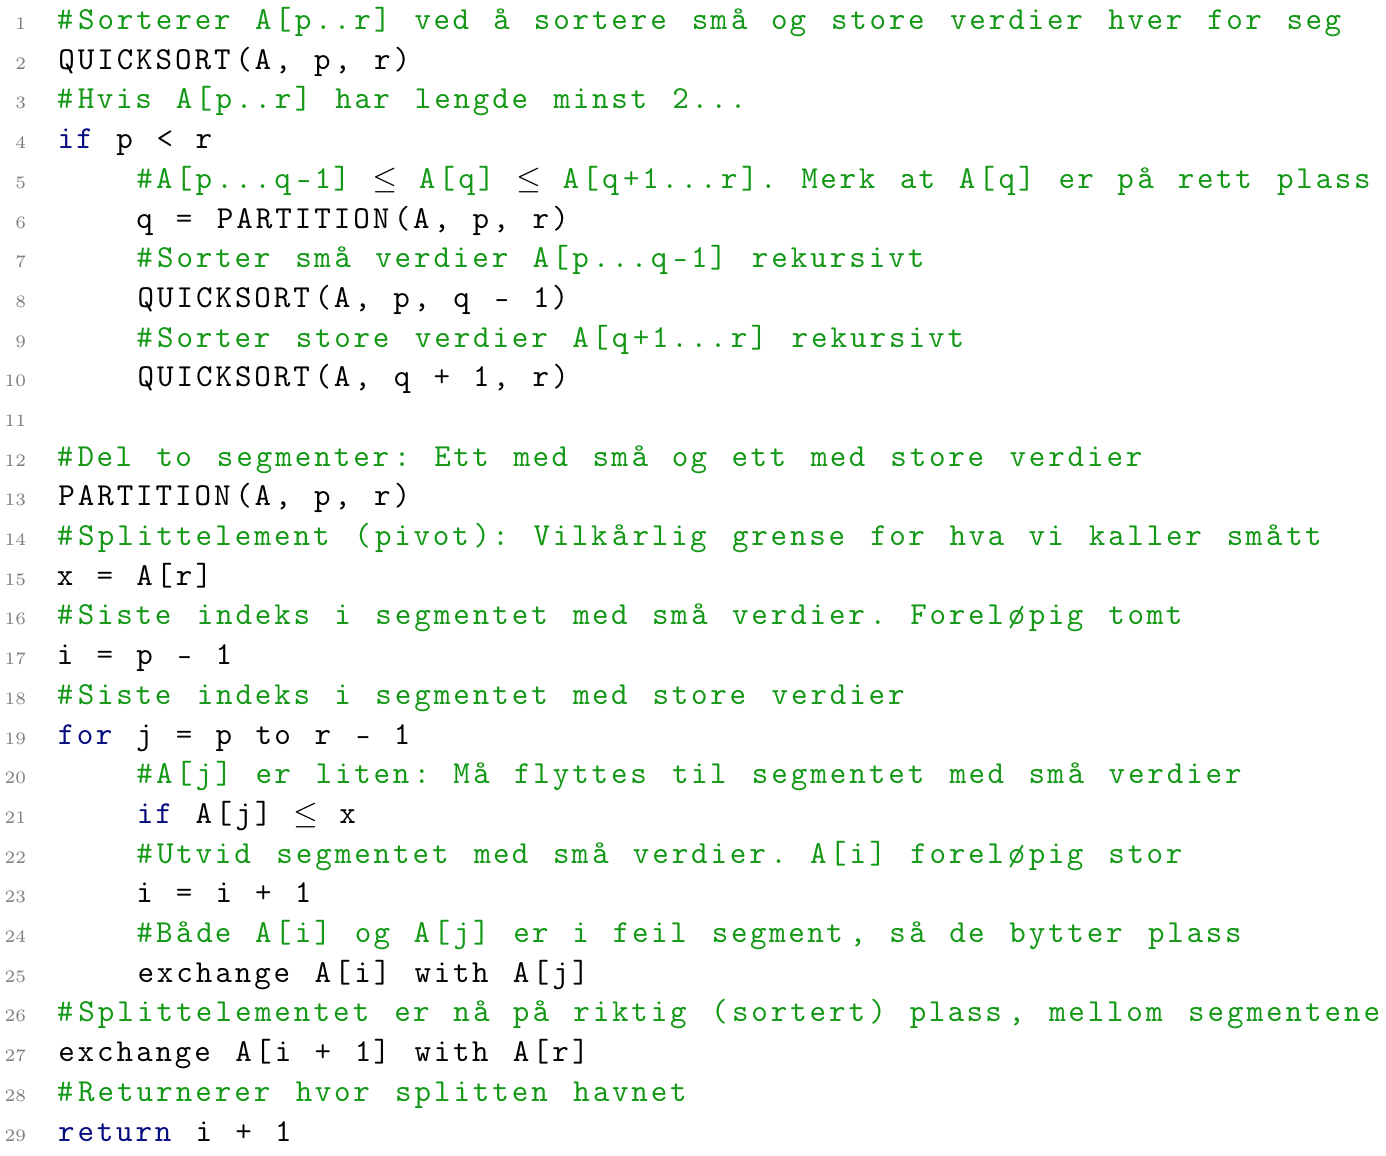 1 #Sorterer A[p..r] ved å sortere små og store verdier hver for seg
2 QUICKSORT(A, p, r)
3 #Hvis A[p..r] har lengde minst 2...
4 if p < r
5     #A[p...q-1] ≤ A[q] ≤ A[q+1...r]. Merk at A[q] er på rett plass
6     q = PARTITION(A, p, r)
7     #Sorter små verdier A[p...q-1] rekursivt
8     QUICKSORT(A, p, q - 1)
9     #Sorter store verdier A[q+1...r] rekursivt
10     QUICKSORT(A, q + 1, r)
11
12 #Del to segmenter: Ett med små og ett med store verdier
13 PARTITION(A, p, r)
14 #Splittelement (pivot): Vilkårlig grense for hva vi kaller smått
15 x = A[r]
16 #Siste indeks i segmentet med små verdier. Foreløpig tomt
17 i = p - 1
18 #Siste indeks i segmentet med store verdier
19 for j = p to r - 1
20     #A[j] er liten: Må flyttes til segmentet med små verdier
21     if A[j] ≤ x
22     #Utvid segmentet med små verdier. A[i] foreløpig stor
23     i = i + 1
24     #Både A[i] og A[j] er i feil segment, så de bytter plass
25     exchange A[i] with A[j]
26 #Splittelementet er nå på riktig (sortert) plass, mellom segmentene
27 exchange A[i + 1] with A[r]
28 #Returnerer hvor splitten havnet
29 return i + 1